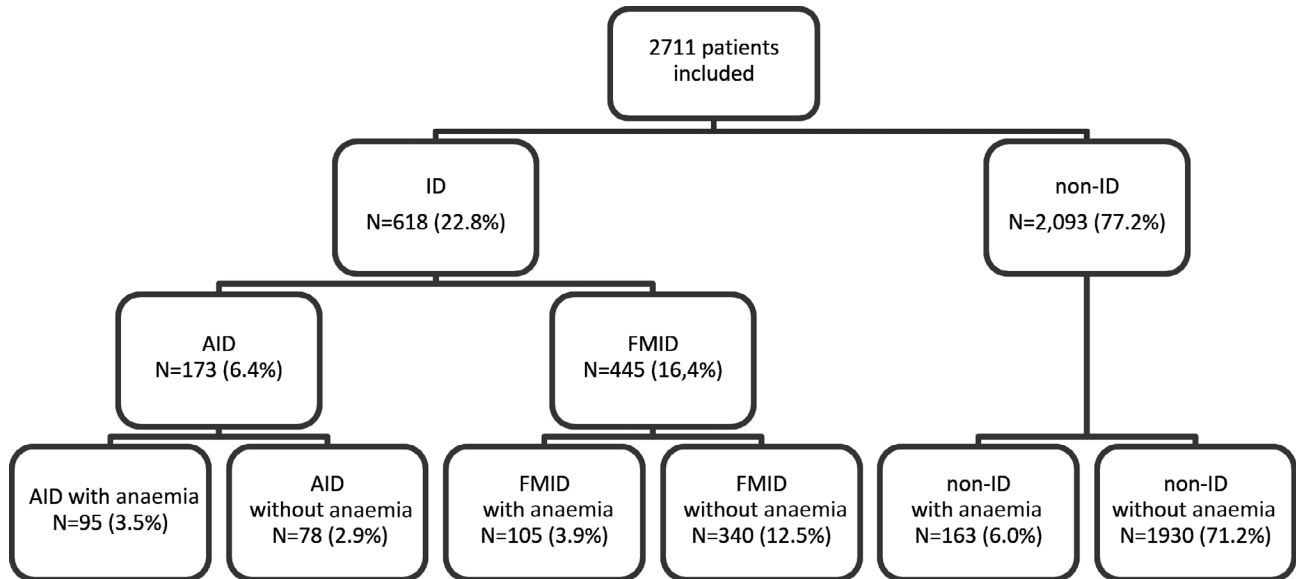 2711 patients
included
ID
N=618 (22.8%)
non-ID
N=2,093 (77.2%)
AID
N=173 (6.4%)
FMID
N=445 (16,4%)
AID with anaemia
N=95 (3.5%)
AID
without anaemia
N=78 (2.9%)
FMID
with anaemia
N=105 (3.9%)
FMID
without anaemia
N=340 (12.5%)
non-ID
with anaemia
N=163 (6.0%)
non-ID
without anaemia
N=1930 (71.2%)